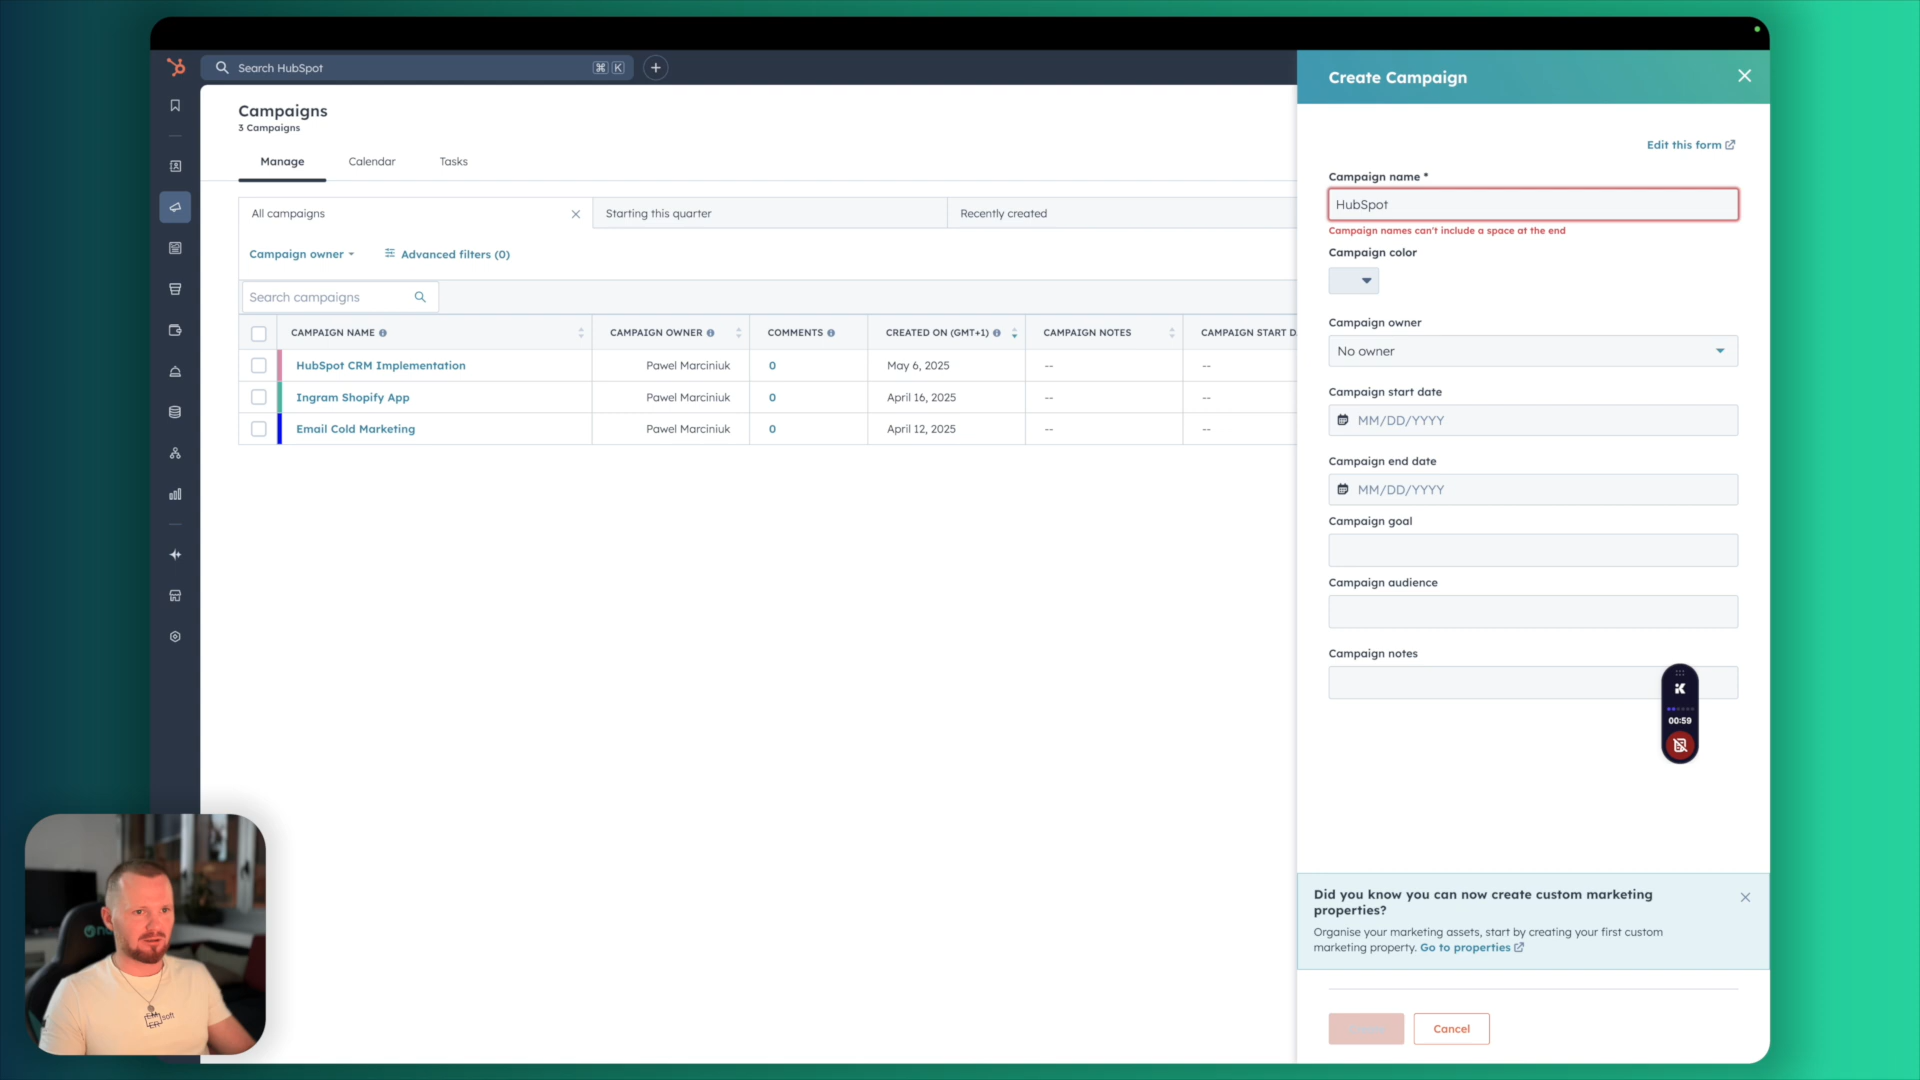 Search HubSpot
⌘ K
Create Campaign
Campaigns
3 Campaigns
Manage
Calendar
Tasks
All campaigns
Starting this quarter
Recently created
Campaign owner
Advanced filters (0)
Search campaigns
CAMPAIGN NAME
CAMPAIGN OWNER
COMMENTS
CREATED ON (GMT+1)
CAMPAIGN NOTES
CAMPAIGN START D
HubSpot CRM Implementation
Pawel Marciniuk
0
May 6, 2025
--
--
Ingram Shopify App
Pawel Marciniuk
0
April 16, 2025
--
--
Email Cold Marketing
Pawel Marciniuk
0
April 12, 2025
--
--
Edit this form
Campaign name *
HubSpot
Campaign names can't include a space at the end
Campaign color
Campaign owner
No owner
Campaign start date
MM/DD/YYYY
Campaign end date
MM/DD/YYYY
Campaign goal
Campaign audience
Campaign notes
00:59
Did you know you can now create custom marketing
properties?
Organise your marketing assets, start by creating your first custom
marketing property. Go to properties
Cancel